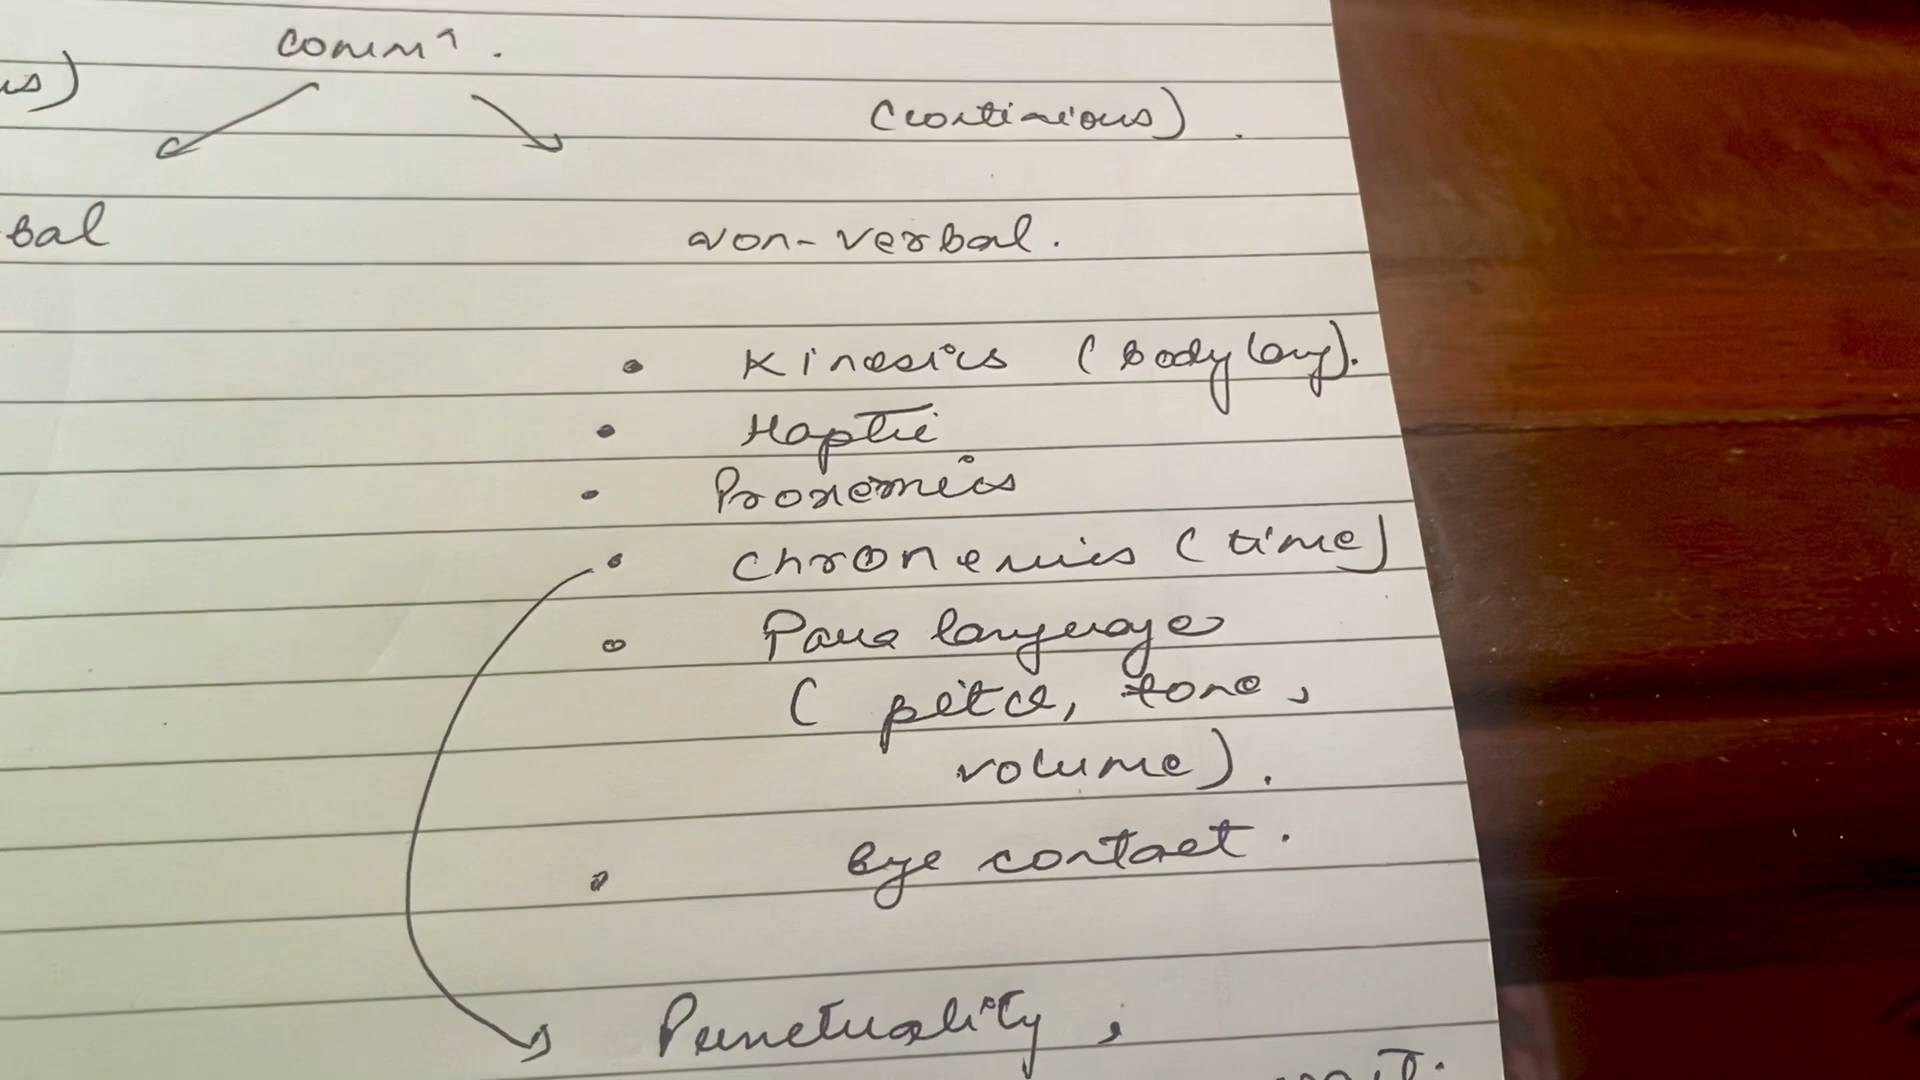 commⁿ.
us)
(continious).
bal
non-verbal.
• Kinesics (body lang).
• Haptic
• Proxemics
• chronemics (time)
• Para language
( pitch, tone,
volume).
• eye contact.
Punctuality,